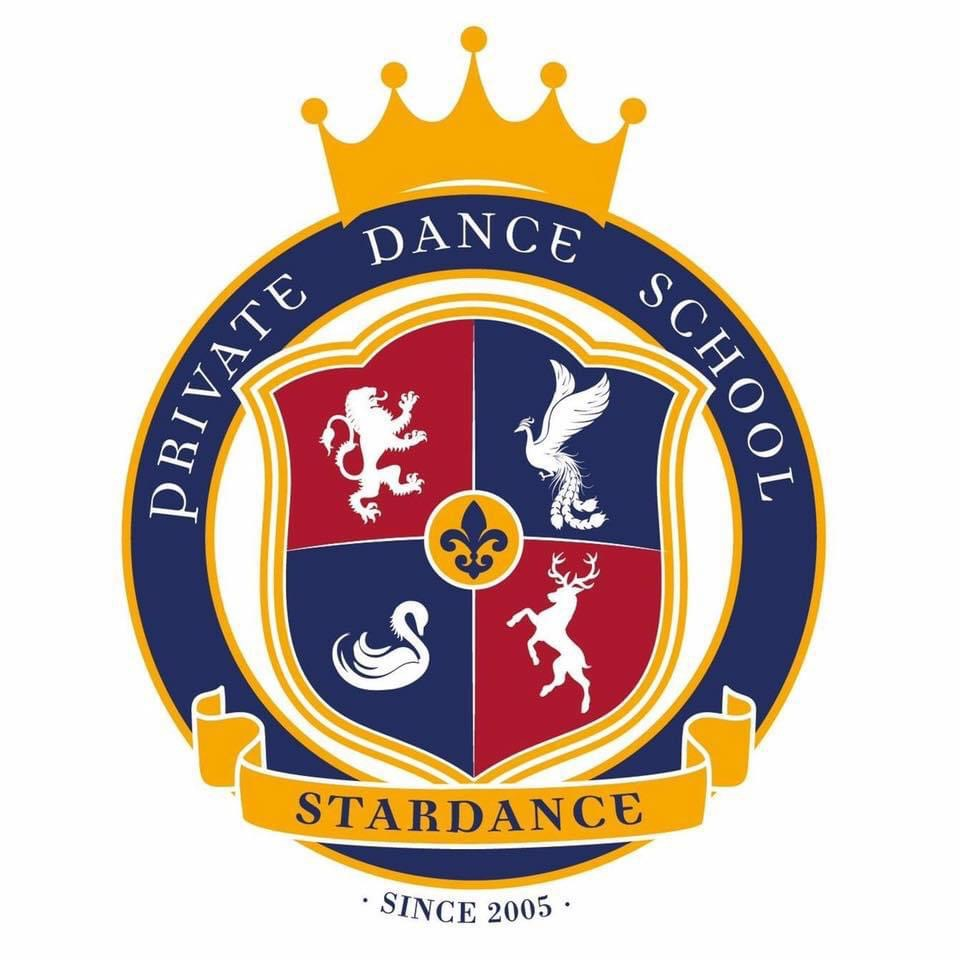 PRIVATE DANCE SCHOOL
STARDANCE
· SINCE 2005 ·